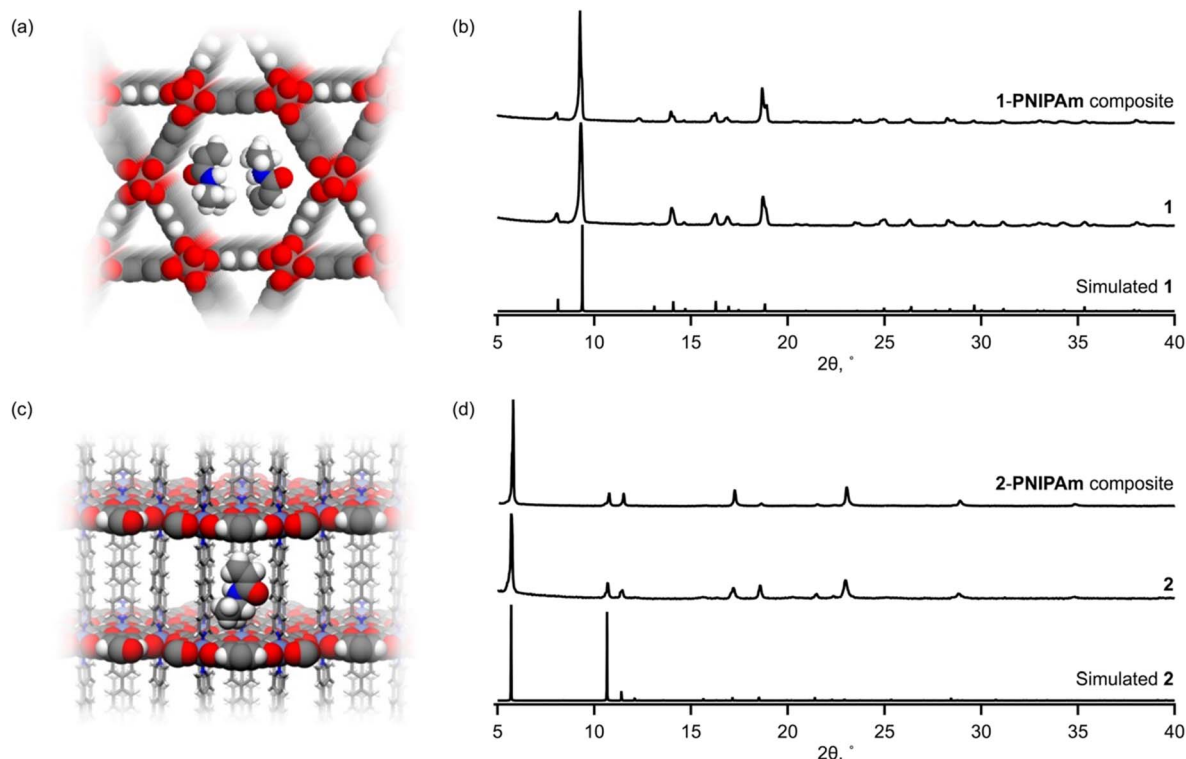 (a)
(b)
1-PNIPAm composite
1
Simulated 1
5 10 15 20 25 30 35 40
2θ, °
(c)
(d)
2-PNIPAm composite
2
Simulated 2
5 10 15 20 25 30 35 40
2θ, °